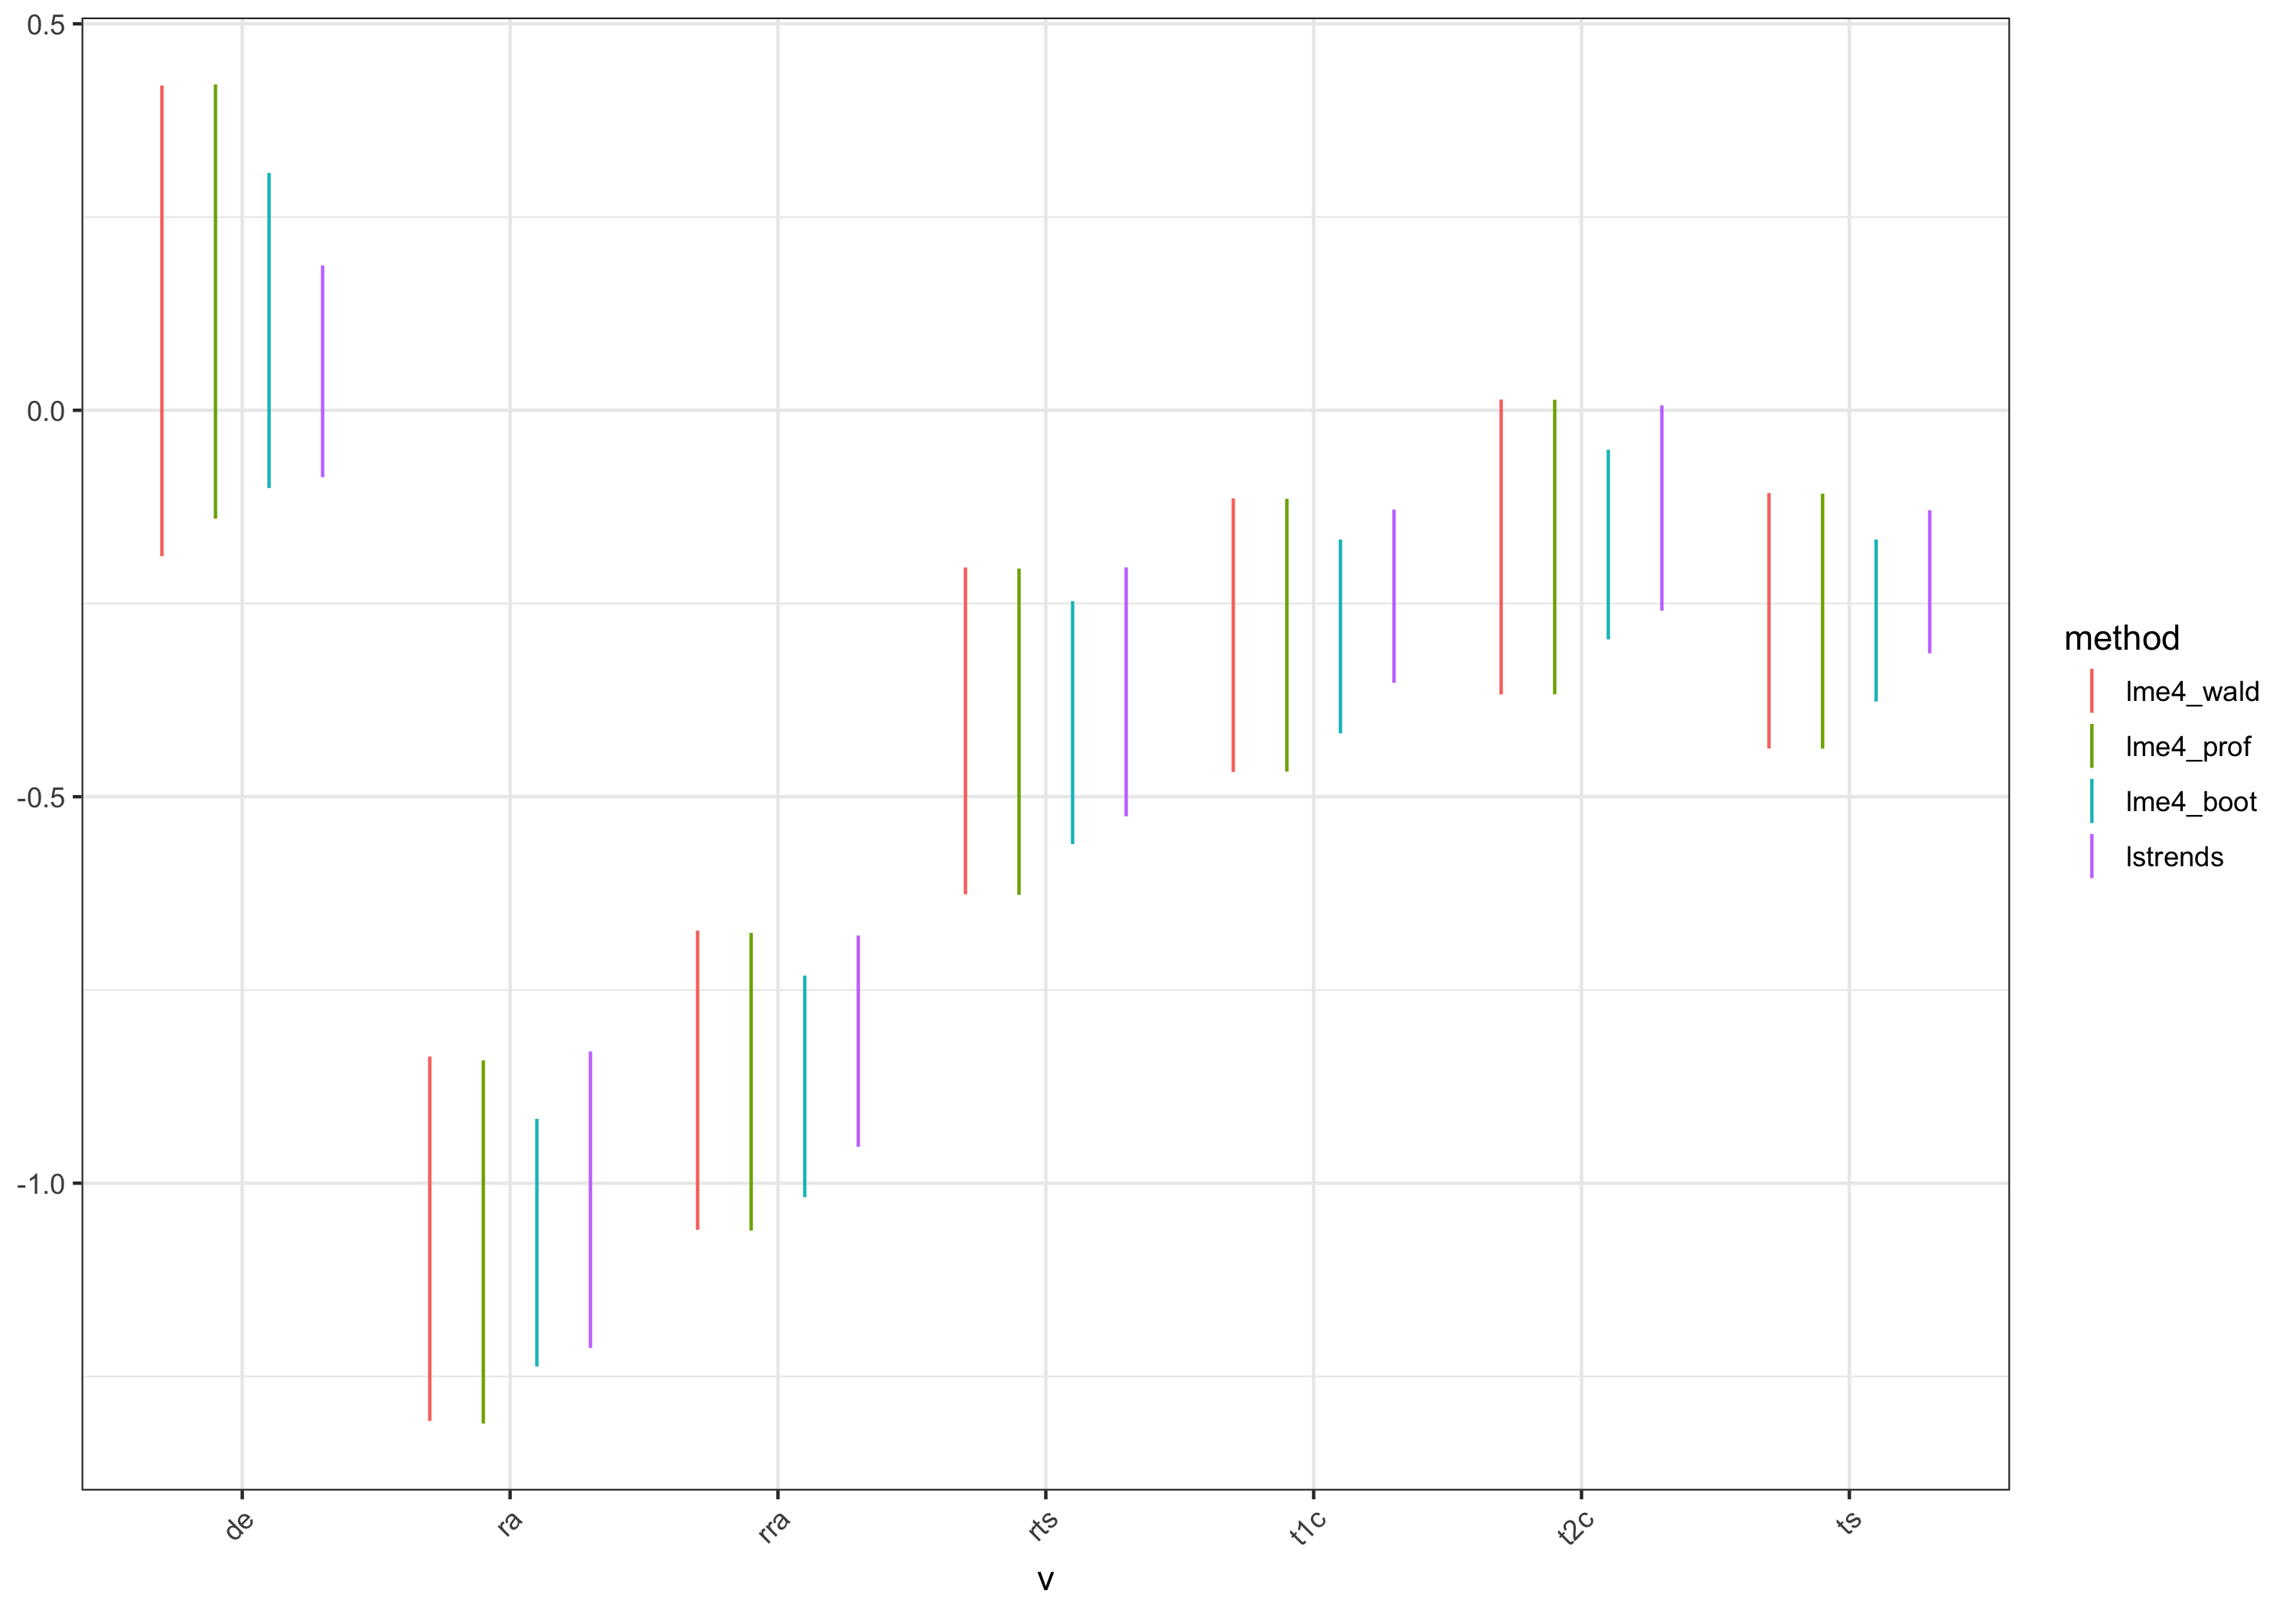 0.5
0.0
-0.5
-1.0
de
ra
rra
rts
t1c
t2c
ts
v
method
lme4_wald
lme4_prof
lme4_boot
lstrends